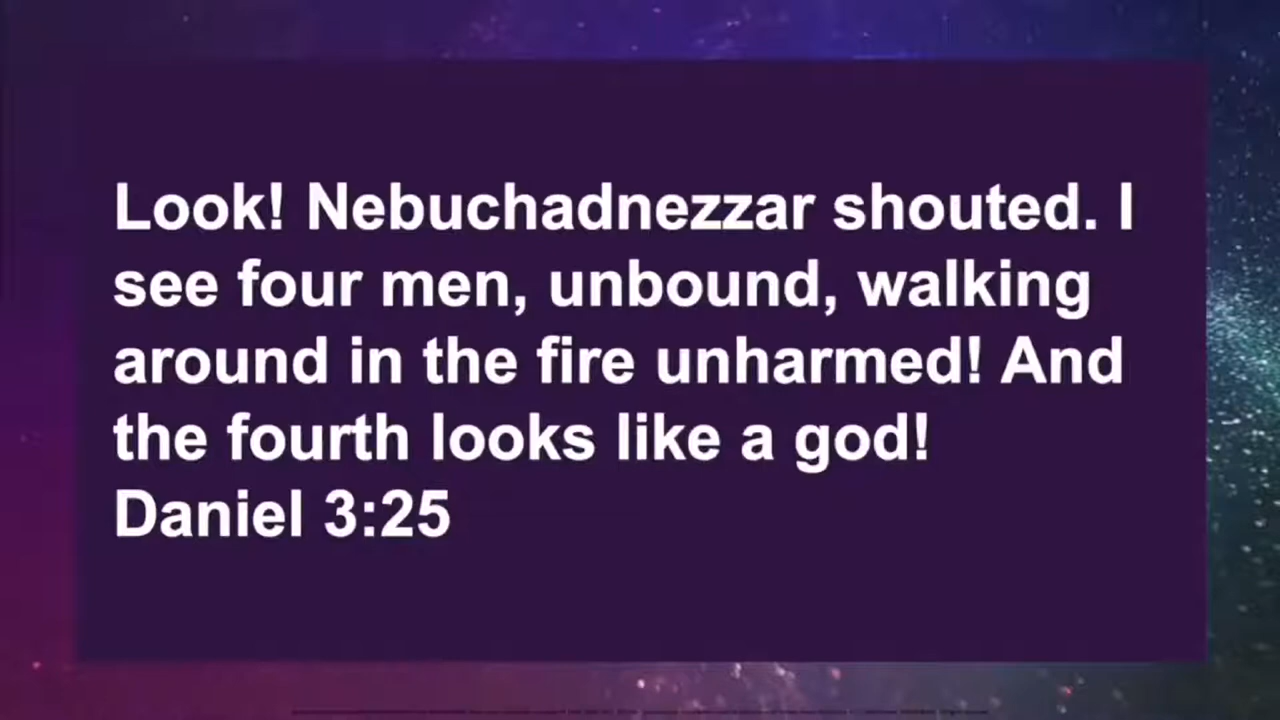 Look! Nebuchadnezzar shouted. I
see four men, unbound, walking
around in the fire unharmed! And
the fourth looks like a god!
Daniel 3:25